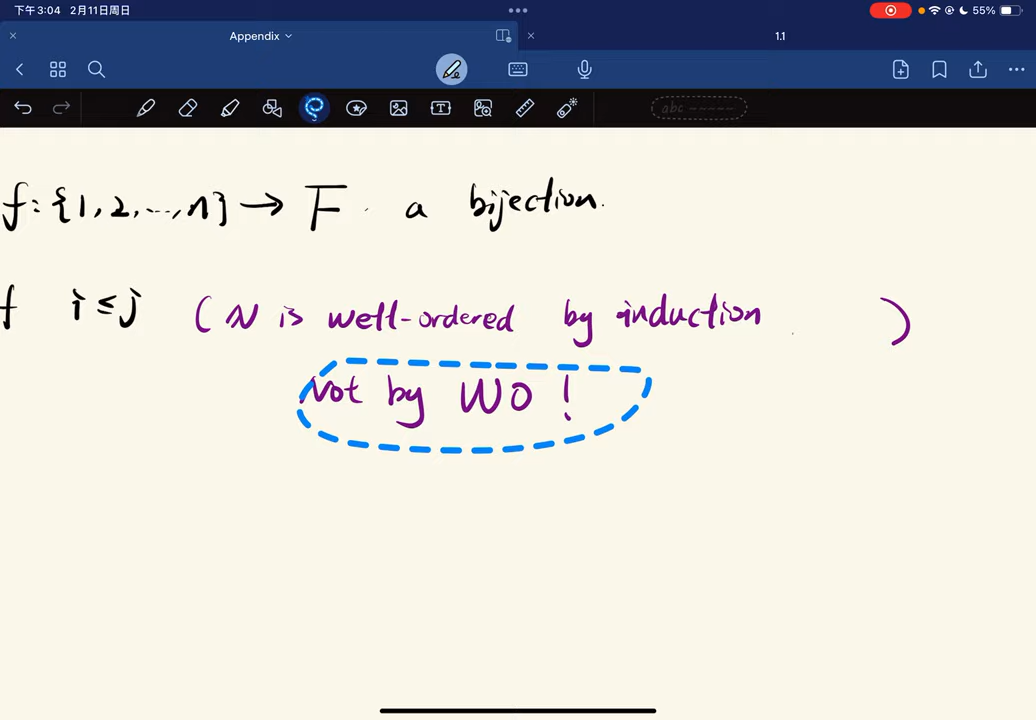 下午3:04 2月11日周日 55%
Appendix 1.1
abc
f: {1, 2, ..., n} → F. a bijection.
f i ≤ j ( N is well-ordered by induction )
Not by WO !